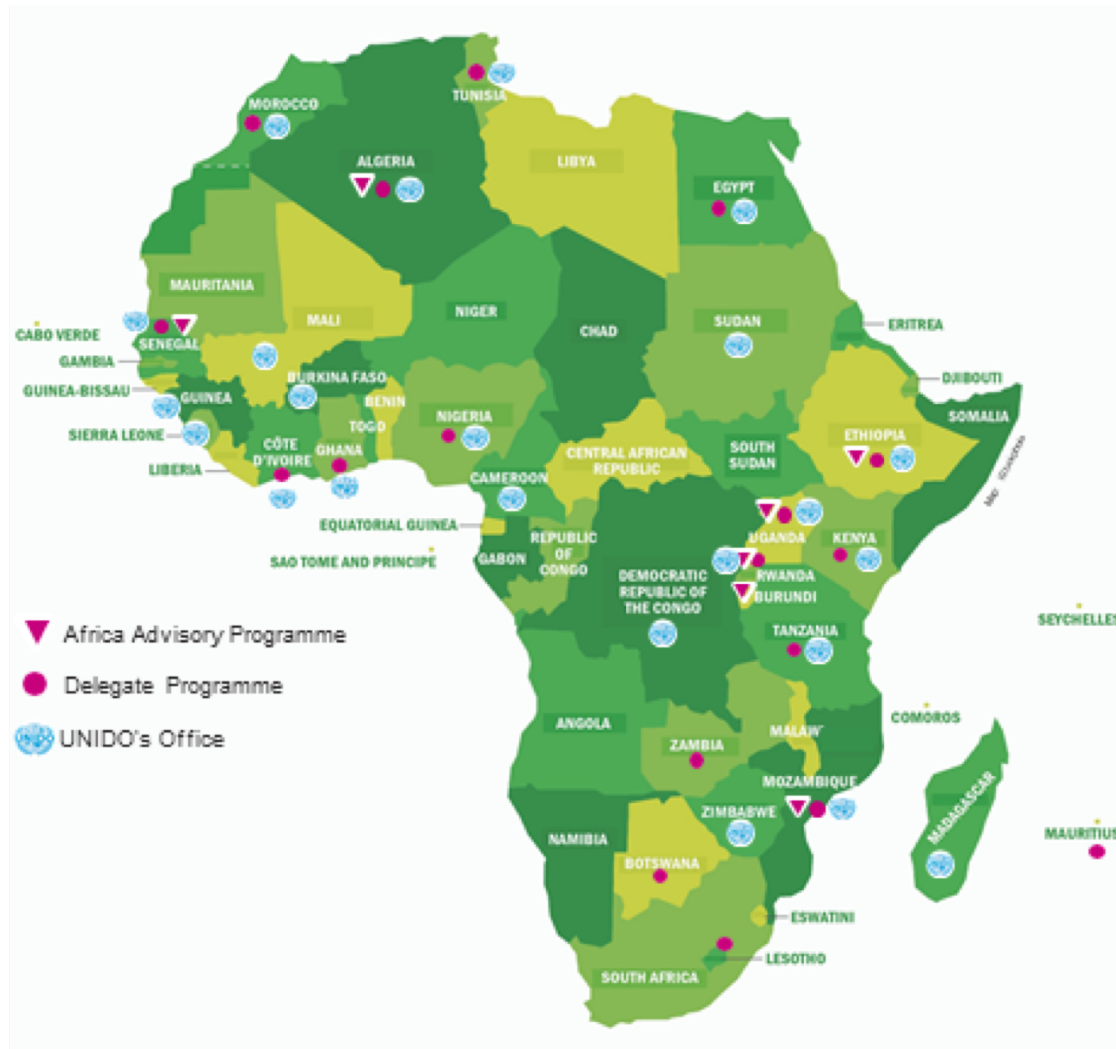 MOROCCO
TUNISIA
ALGERIA
LIBYA
EGYPT
MAURITANIA
MALI
NIGER
CHAD
SUDAN
ERITREA
CABO VERDE
SENEGAL
GAMBIA
GUINEA-BISSAU
GUINEA
BURKINA FASO
BENIN
TOGO
NIGERIA
DJIBOUTI
SOMALIA
ETHIOPIA
SIERRA LEONE
CÔTE
D'IVOIRE
GHANA
LIBERIA
CAMEROON
CENTRAL AFRICAN
REPUBLIC
SOUTH
SUDAN
EQUATORIAL GUINEA
SAO TOME AND PRINCIPE
GABON
REPUBLIC
OF
CONGO
DEMOCRATIC
REPUBLIC OF
THE CONGO
UGANDA
KENYA
RWANDA
BURUNDI
TANZANIA
SEYCHELLES
Africa Advisory Programme
Delegate Programme
UNIDO's Office
COMOROS
ANGOLA
ZAMBIA
MALAW
MOZAMBIQUE
ZIMBABWE
MADAGASCAR
MAURITIUS
NAMIBIA
BOTSWANA
ESWATINI
LESOTHO
SOUTH AFRICA